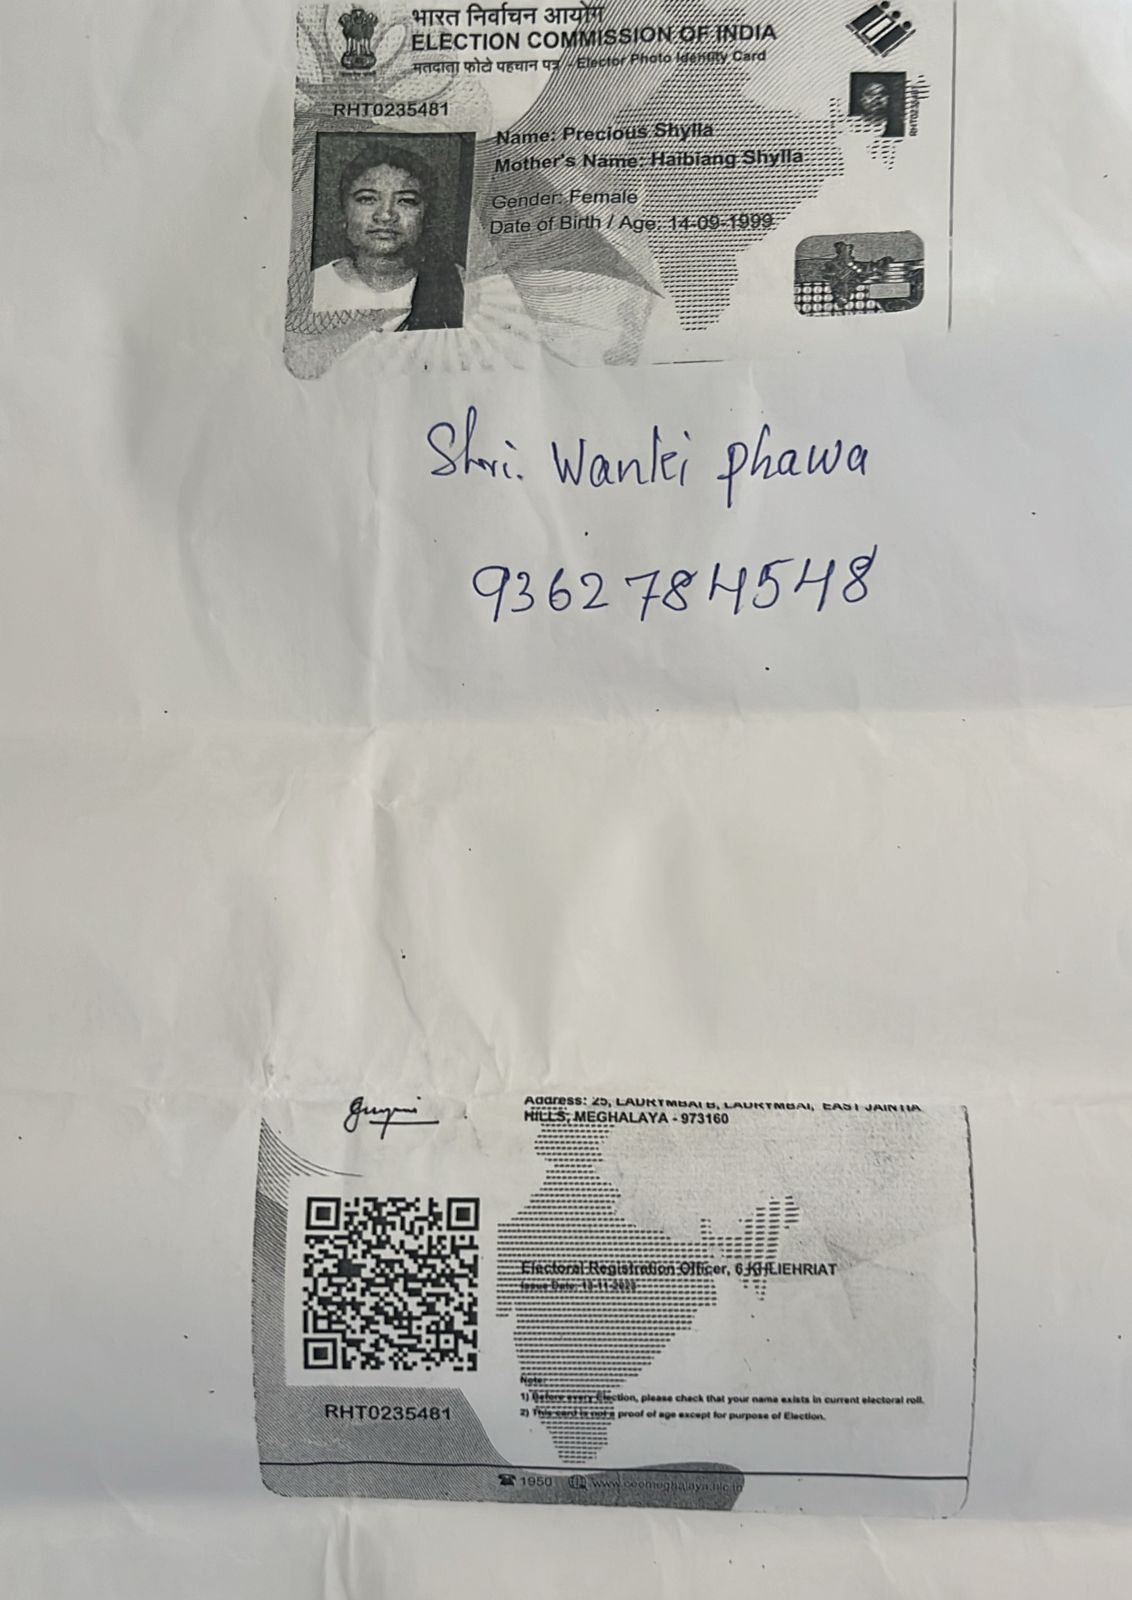 भारत निर्वाचन आयोग
ELECTION COMMISSION OF INDIA
मतदाता फोटो पहचान पत्र - Elector Photo Identity Card
RHT0235481
RHT0235481
Name: Precious Shylla
Mother's Name: Haibiang Shylla
Gender: Female
Date of Birth / Age: 14-09-1999
Shri. Wanki phawa
9362784548
Address: 25, LADRYMBAI B, LADRYMBAI, EAST JAINTIA
HILLS, MEGHALAYA - 973160
Electoral Registration Officer, 6 KHLIEHRIAT
Issue Date: 13-11-2023
Note:
1) Before every Election, please check that your name exists in current electoral roll.
2) This card is not a proof of age except for purpose of Election.
RHT0235481
1950 www.ceomeghalaya.nic.in